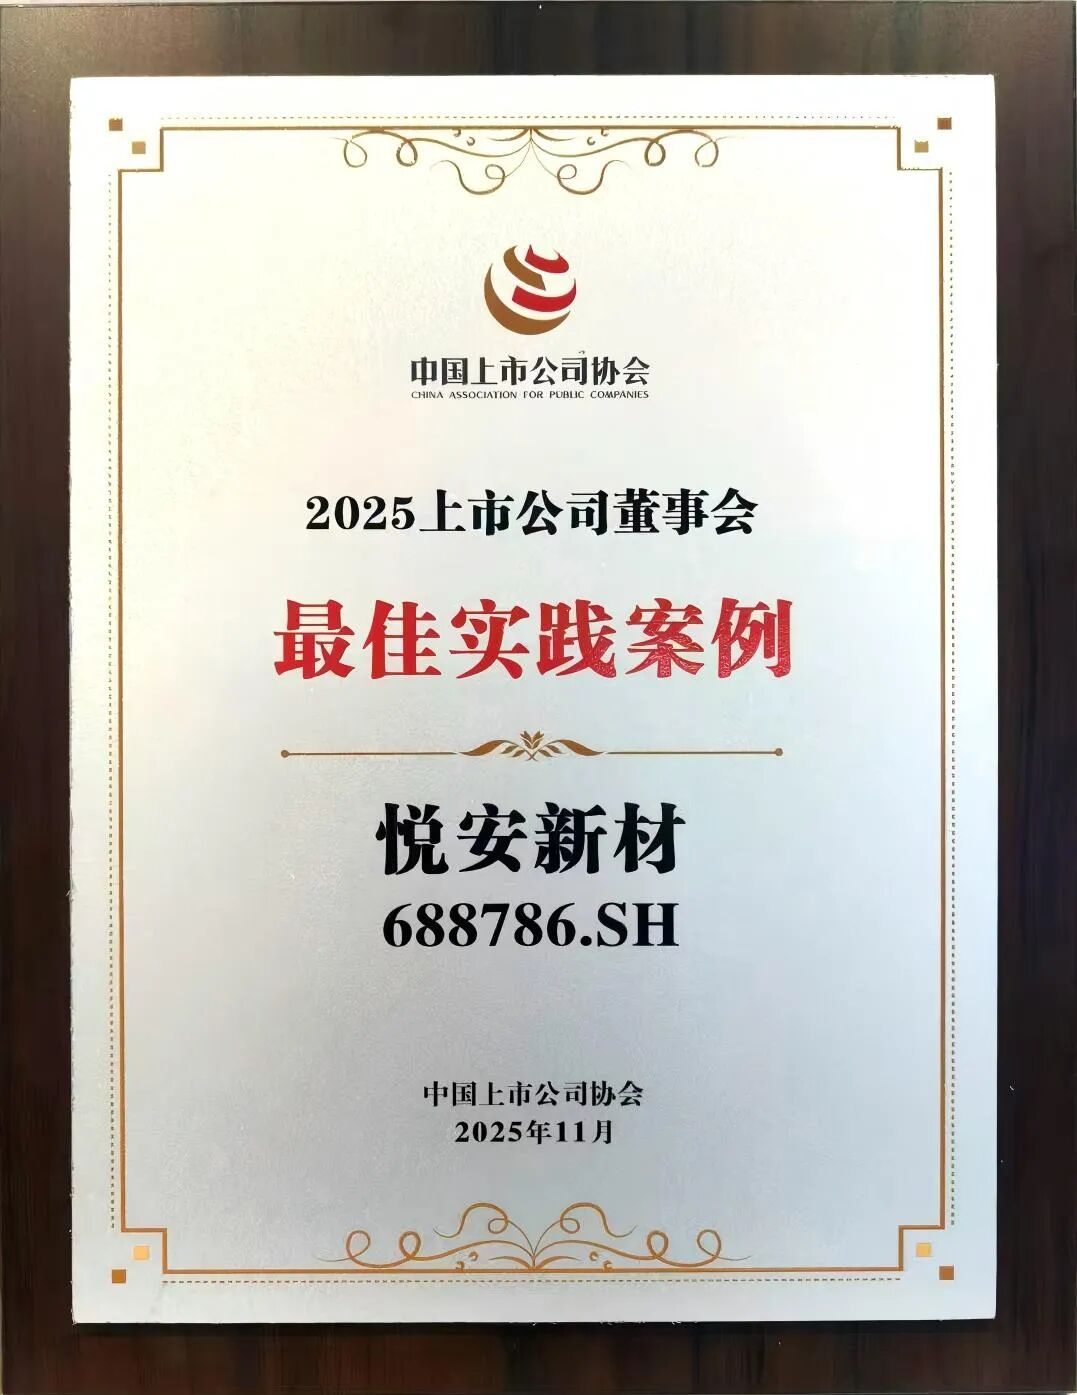 中国上市公司协会
CHINA ASSOCIATION FOR PUBLIC COMPANIES
2025上市公司董事会
最佳实践案例
悦安新材
688786.SH
中国上市公司协会
2025年11月